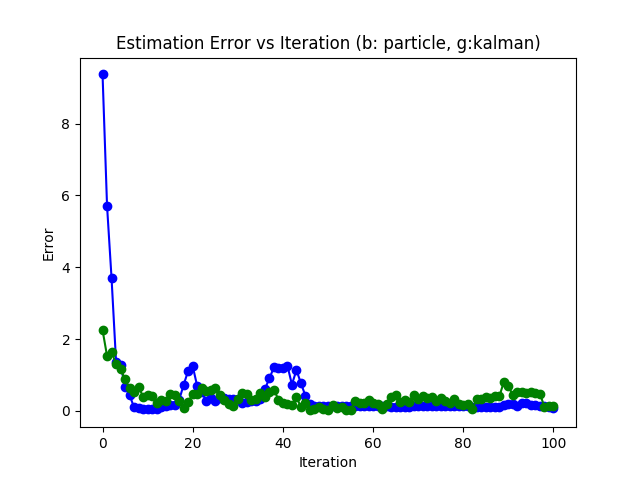 Estimation Error vs Iteration (b: particle, g:kalman)
8
6
4
2
0
Error
0 20 40 60 80 100
Iteration